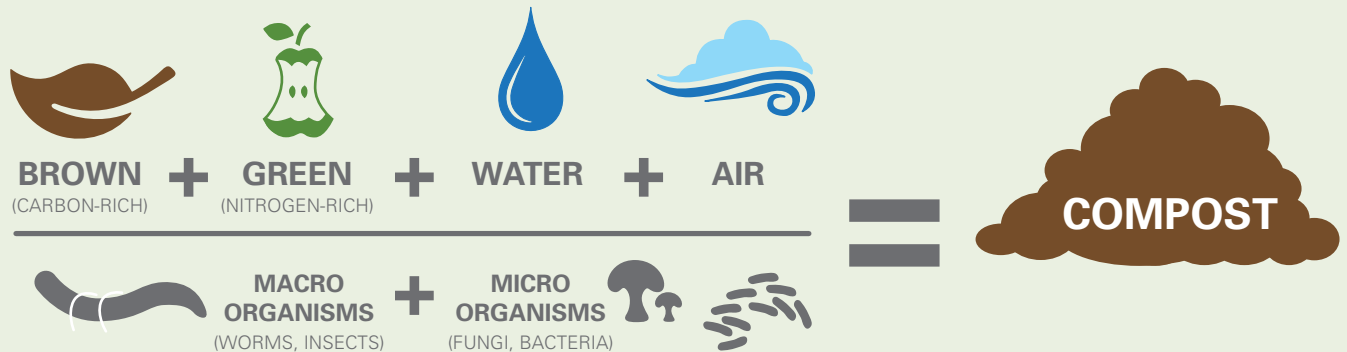 BROWN + GREEN + WATER + AIR
(CARBON-RICH) (NITROGEN-RICH)
= COMPOST
MACRO
ORGANISMS
(WORMS, INSECTS)
+
MICRO
ORGANISMS
(FUNGI, BACTERIA)